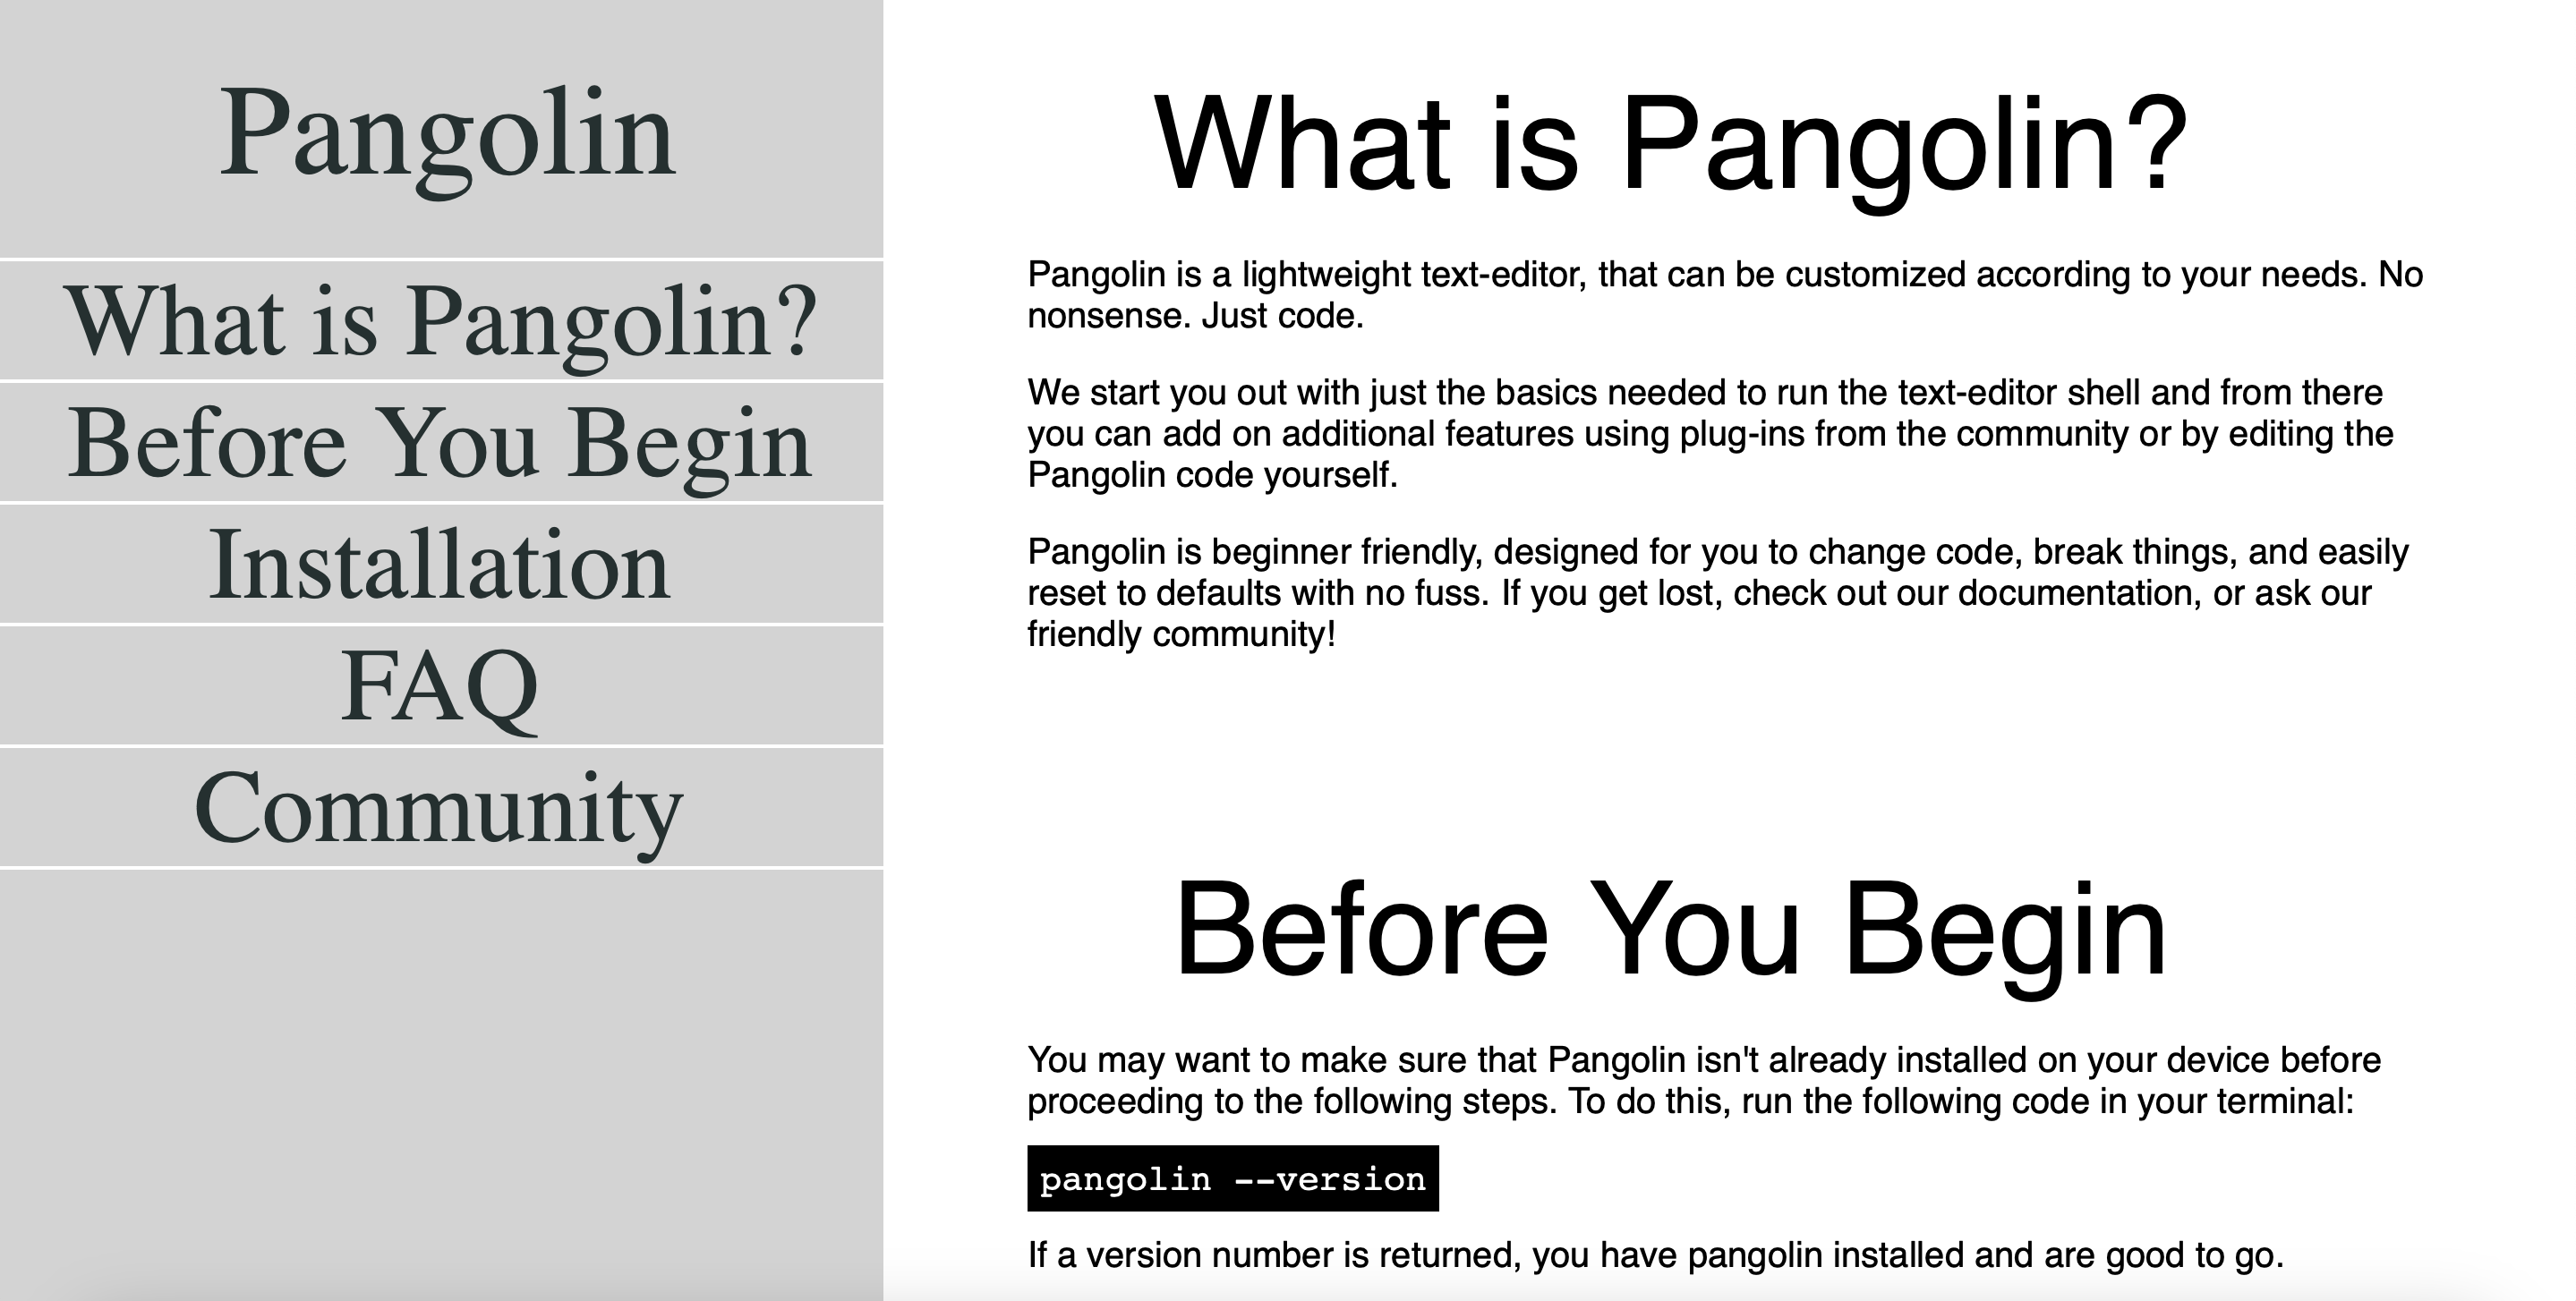 Pangolin
What is Pangolin?
Before You Begin
Installation
FAQ
Community
What is Pangolin?
Pangolin is a lightweight text-editor, that can be customized according to your needs. No
nonsense. Just code.
We start you out with just the basics needed to run the text-editor shell and from there
you can add on additional features using plug-ins from the community or by editing the
Pangolin code yourself.
Pangolin is beginner friendly, designed for you to change code, break things, and easily
reset to defaults with no fuss. If you get lost, check out our documentation, or ask our
friendly community!
Before You Begin
You may want to make sure that Pangolin isn't already installed on your device before
proceeding to the following steps. To do this, run the following code in your terminal:
pangolin --version
If a version number is returned, you have pangolin installed and are good to go.